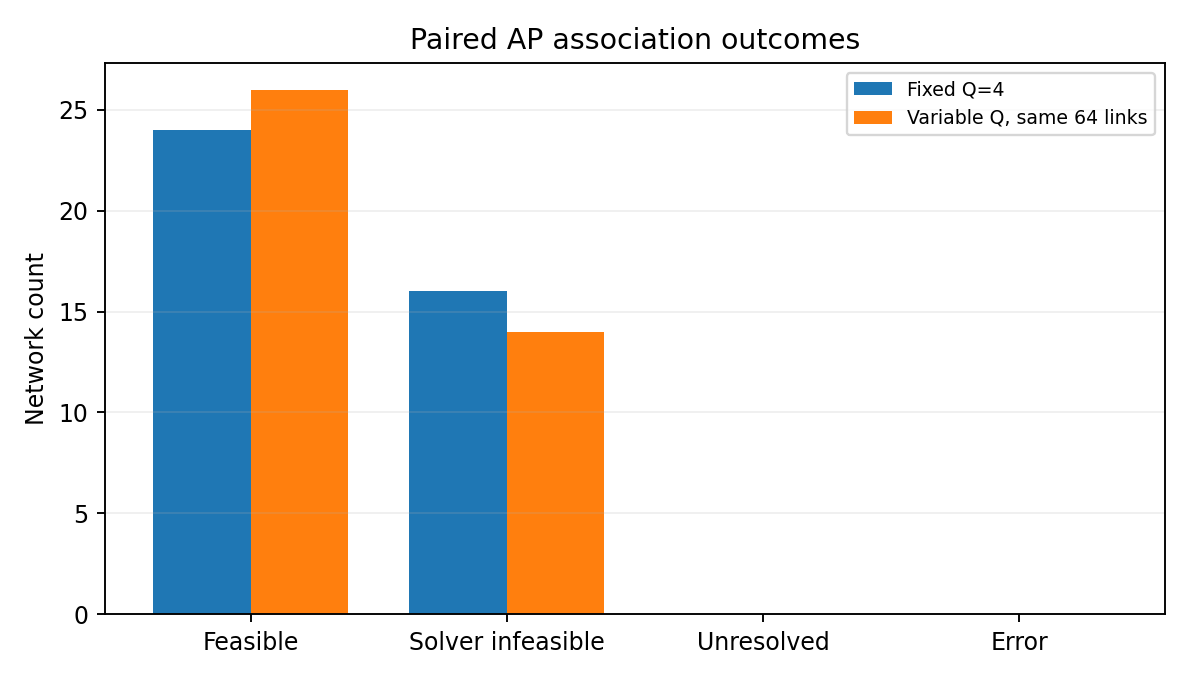 Paired AP association outcomes
Fixed Q=4
Variable Q, same 64 links
Network count
25
20
15
10
5
0
Feasible
Solver infeasible
Unresolved
Error